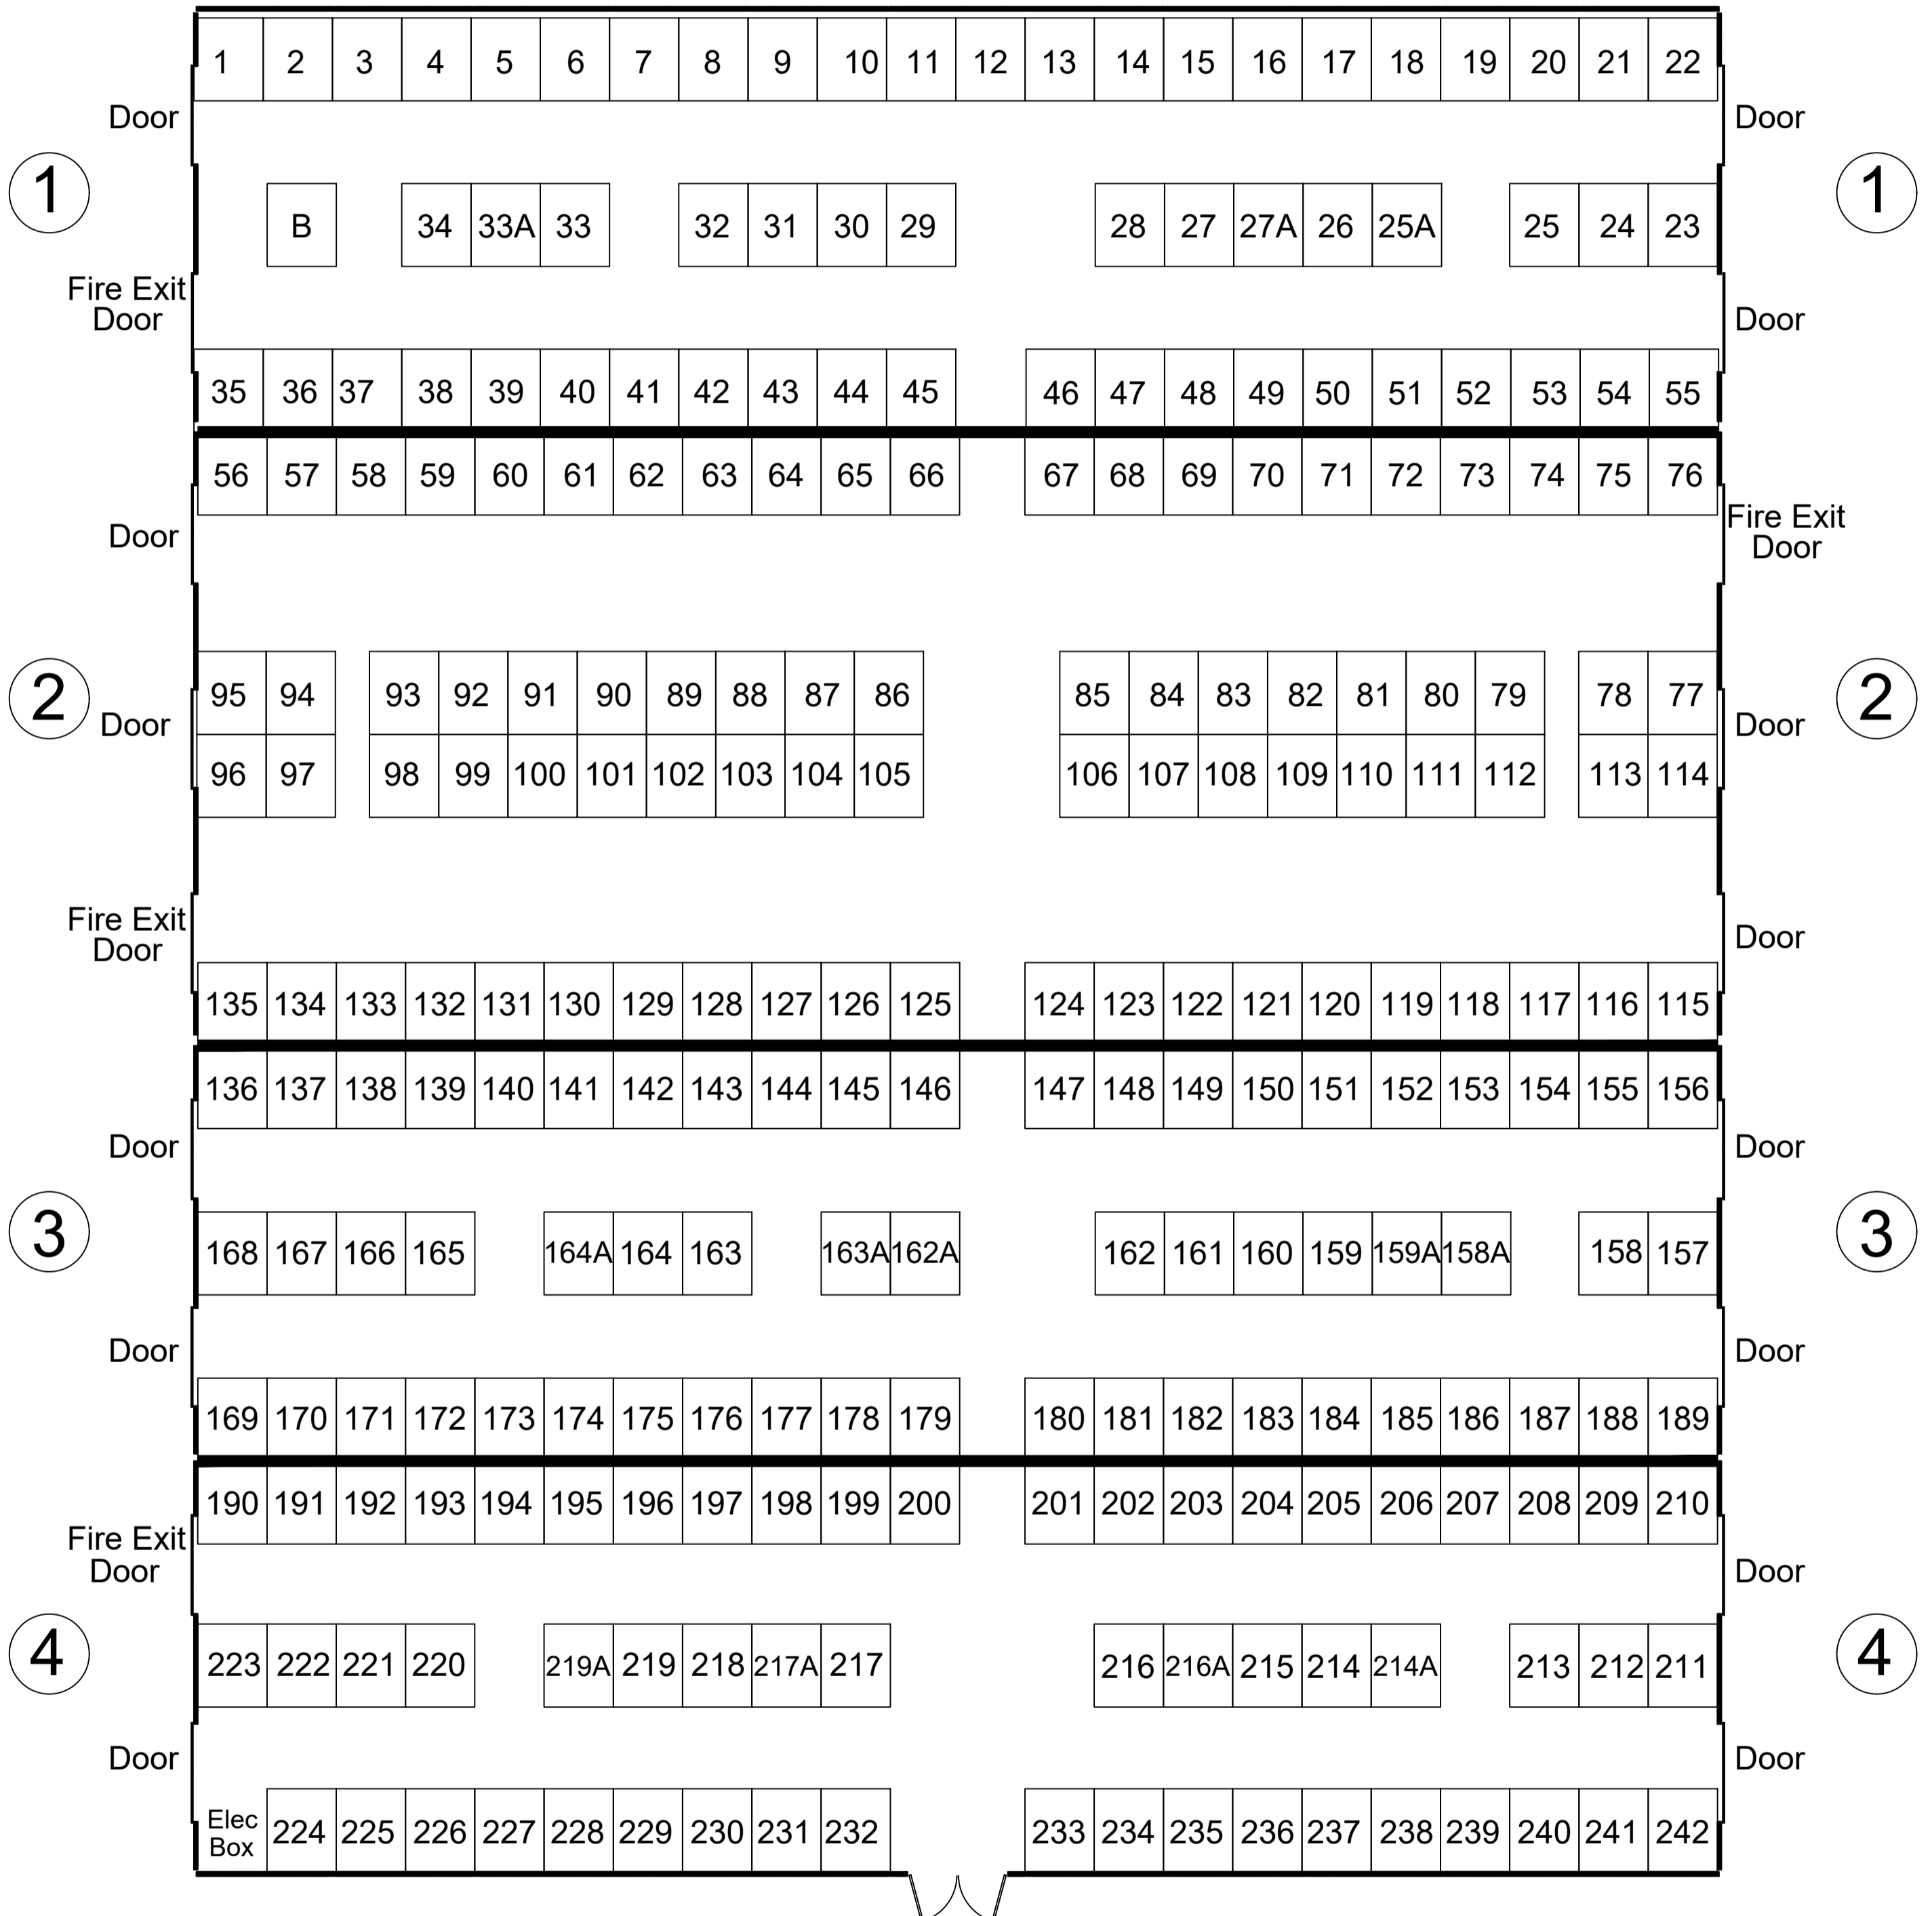 1 2 3 4 5 6 7 8 9 10 11 12 13 14 15 16 17 18 19 20 21 22
Door Door
1 1
B 34 33A 33 32 31 30 29 28 27 27A 26 25A 25 24 23
Fire Exit
Door Door
35 36 37 38 39 40 41 42 43 44 45 46 47 48 49 50 51 52 53 54 55
56 57 58 59 60 61 62 63 64 65 66 67 68 69 70 71 72 73 74 75 76
Door Fire Exit
Door
95 94 93 92 91 90 89 88 87 86 85 84 83 82 81 80 79 78 77
2 2
Door Door
96 97 98 99 100 101 102 103 104 105 106 107 108 109 110 111 112 113 114
Fire Exit
Door Door
135 134 133 132 131 130 129 128 127 126 125 124 123 122 121 120 119 118 117 116 115
136 137 138 139 140 141 142 143 144 145 146 147 148 149 150 151 152 153 154 155 156
Door Door
3 3
168 167 166 165 164A 164 163 163A 162A 162 161 160 159 159A 158A 158 157
Door Door
169 170 171 172 173 174 175 176 177 178 179 180 181 182 183 184 185 186 187 188 189
190 191 192 193 194 195 196 197 198 199 200 201 202 203 204 205 206 207 208 209 210
Fire Exit
Door Door
4 4
223 222 221 220 219A 219 218 217A 217 216 216A 215 214 214A 213 212 211
Door Door
Elec
Box
224 225 226 227 228 229 230 231 232 233 234 235 236 237 238 239 240 241 242